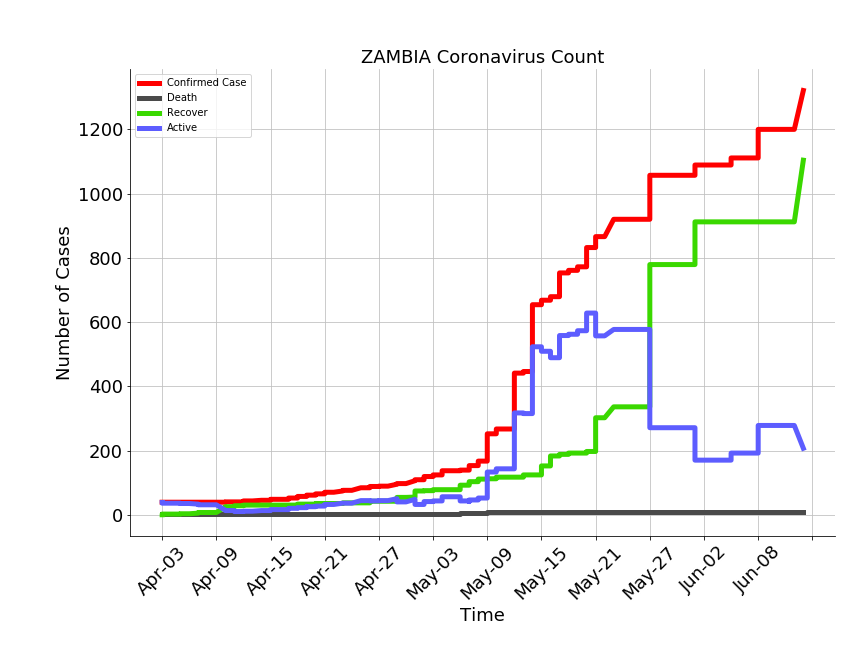 ZAMBIA Coronavirus Count
Confirmed Case
Death
Recover
Active
Number of Cases
1200
1000
800
600
400
200
0
Apr-03
Apr-09
Apr-15
Apr-21
Apr-27
May-03
May-09
May-15
May-21
May-27
Jun-02
Jun-08
Time